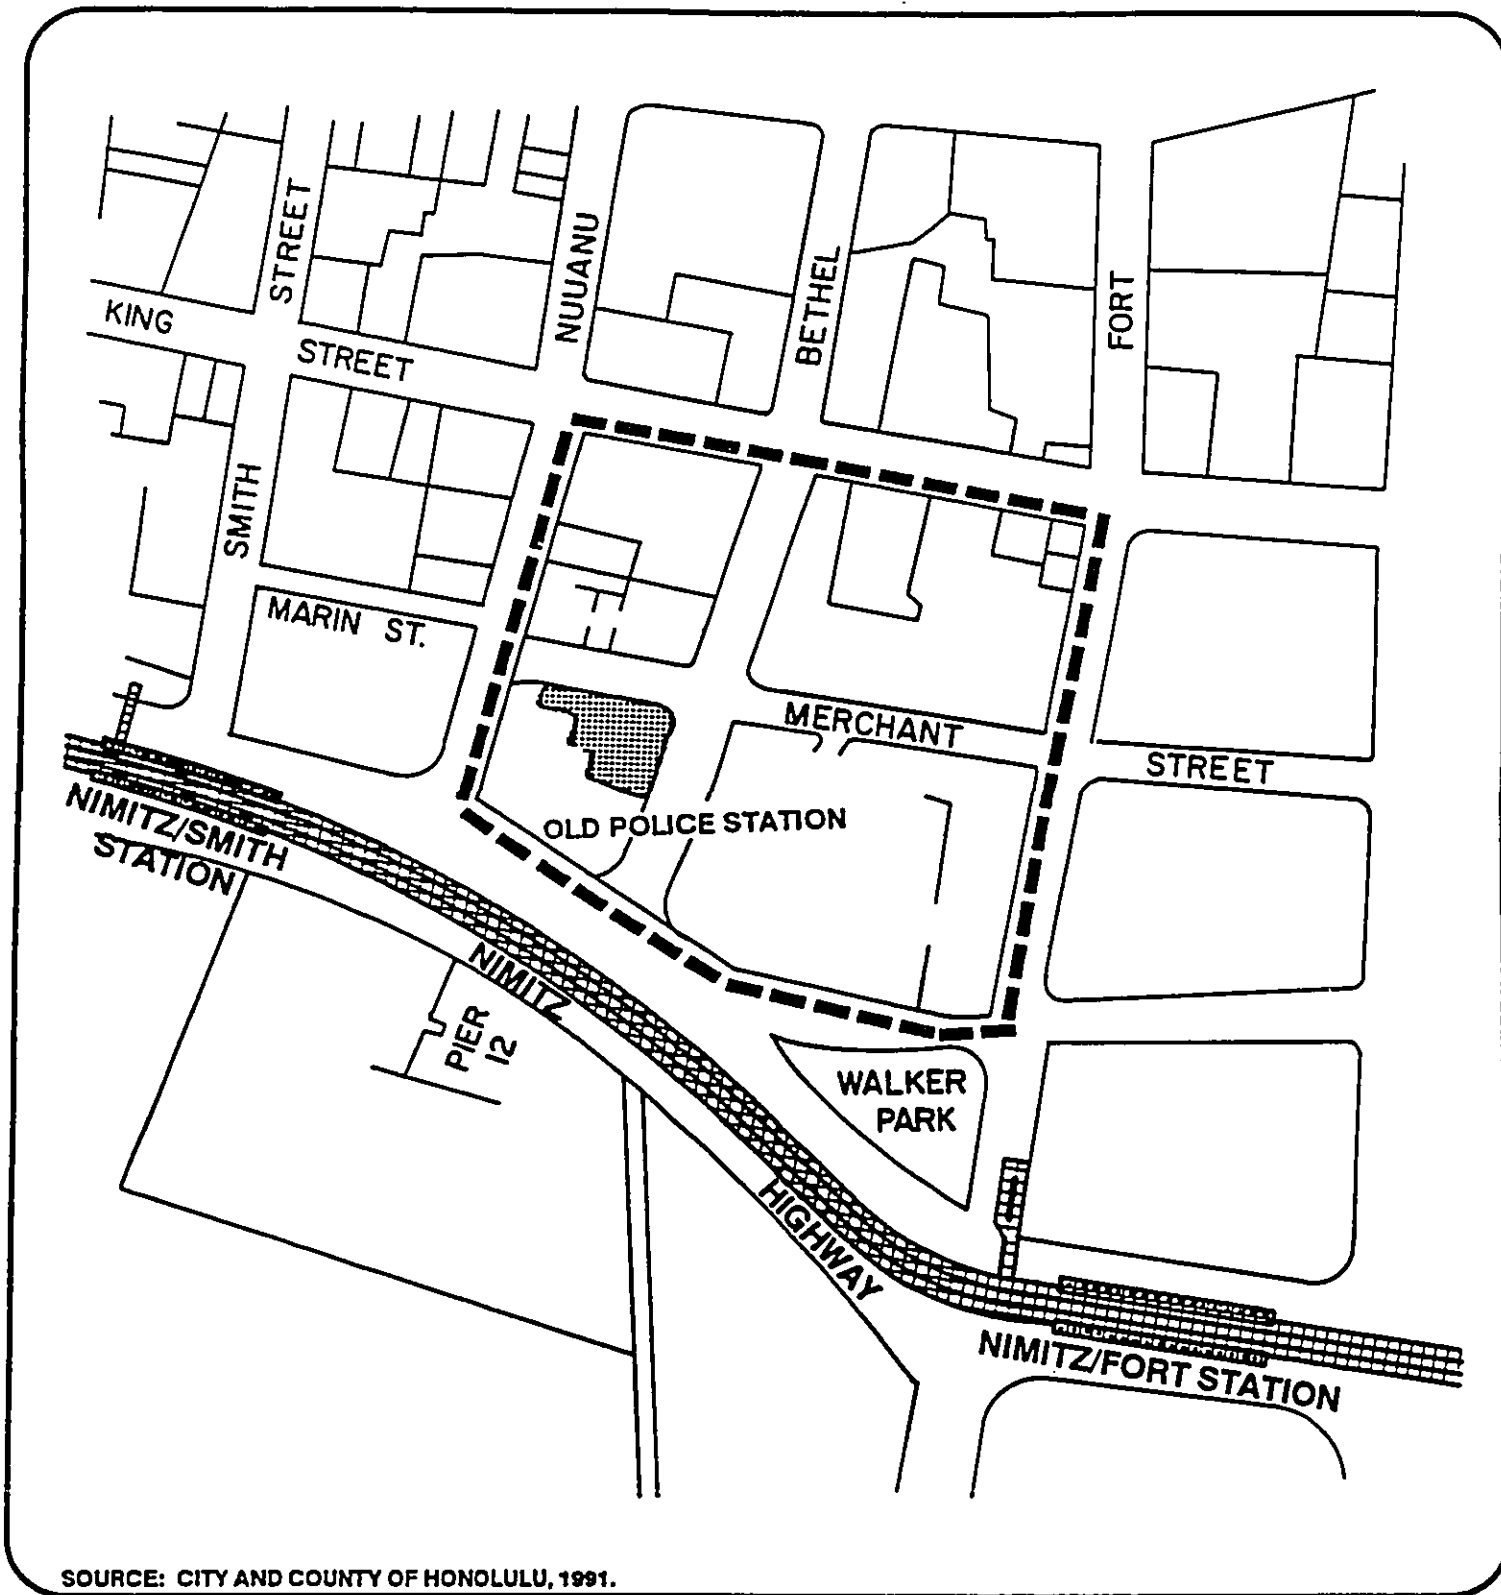 KING
STREET
STREET
NUUANU
BETHEL
FORT
SMITH
MARIN ST.
MERCHANT
STREET
OLD POLICE STATION
NIMITZ/SMITH
STATION
NIMITZ
PIER
12
WALKER
PARK
HIGHWAY
NIMITZ/FORT STATION
SOURCE: CITY AND COUNTY OF HONOLULU, 1991.